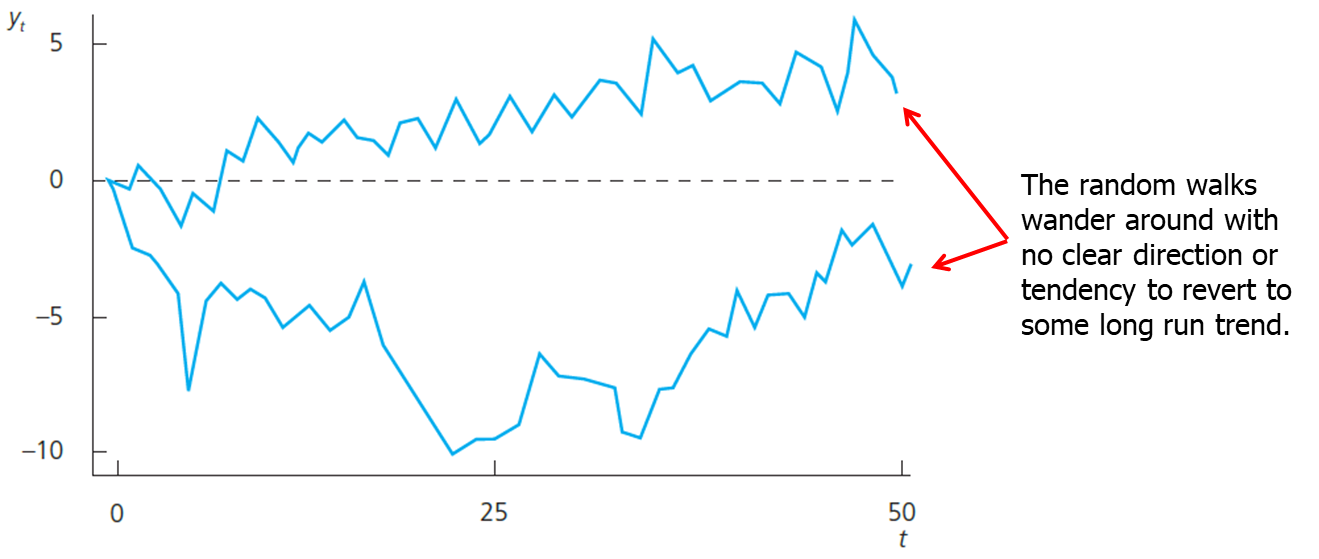 yt
5
0
−5
−10
0
25
50
t
The random walks
wander around with
no clear direction or
tendency to revert to
some long run trend.